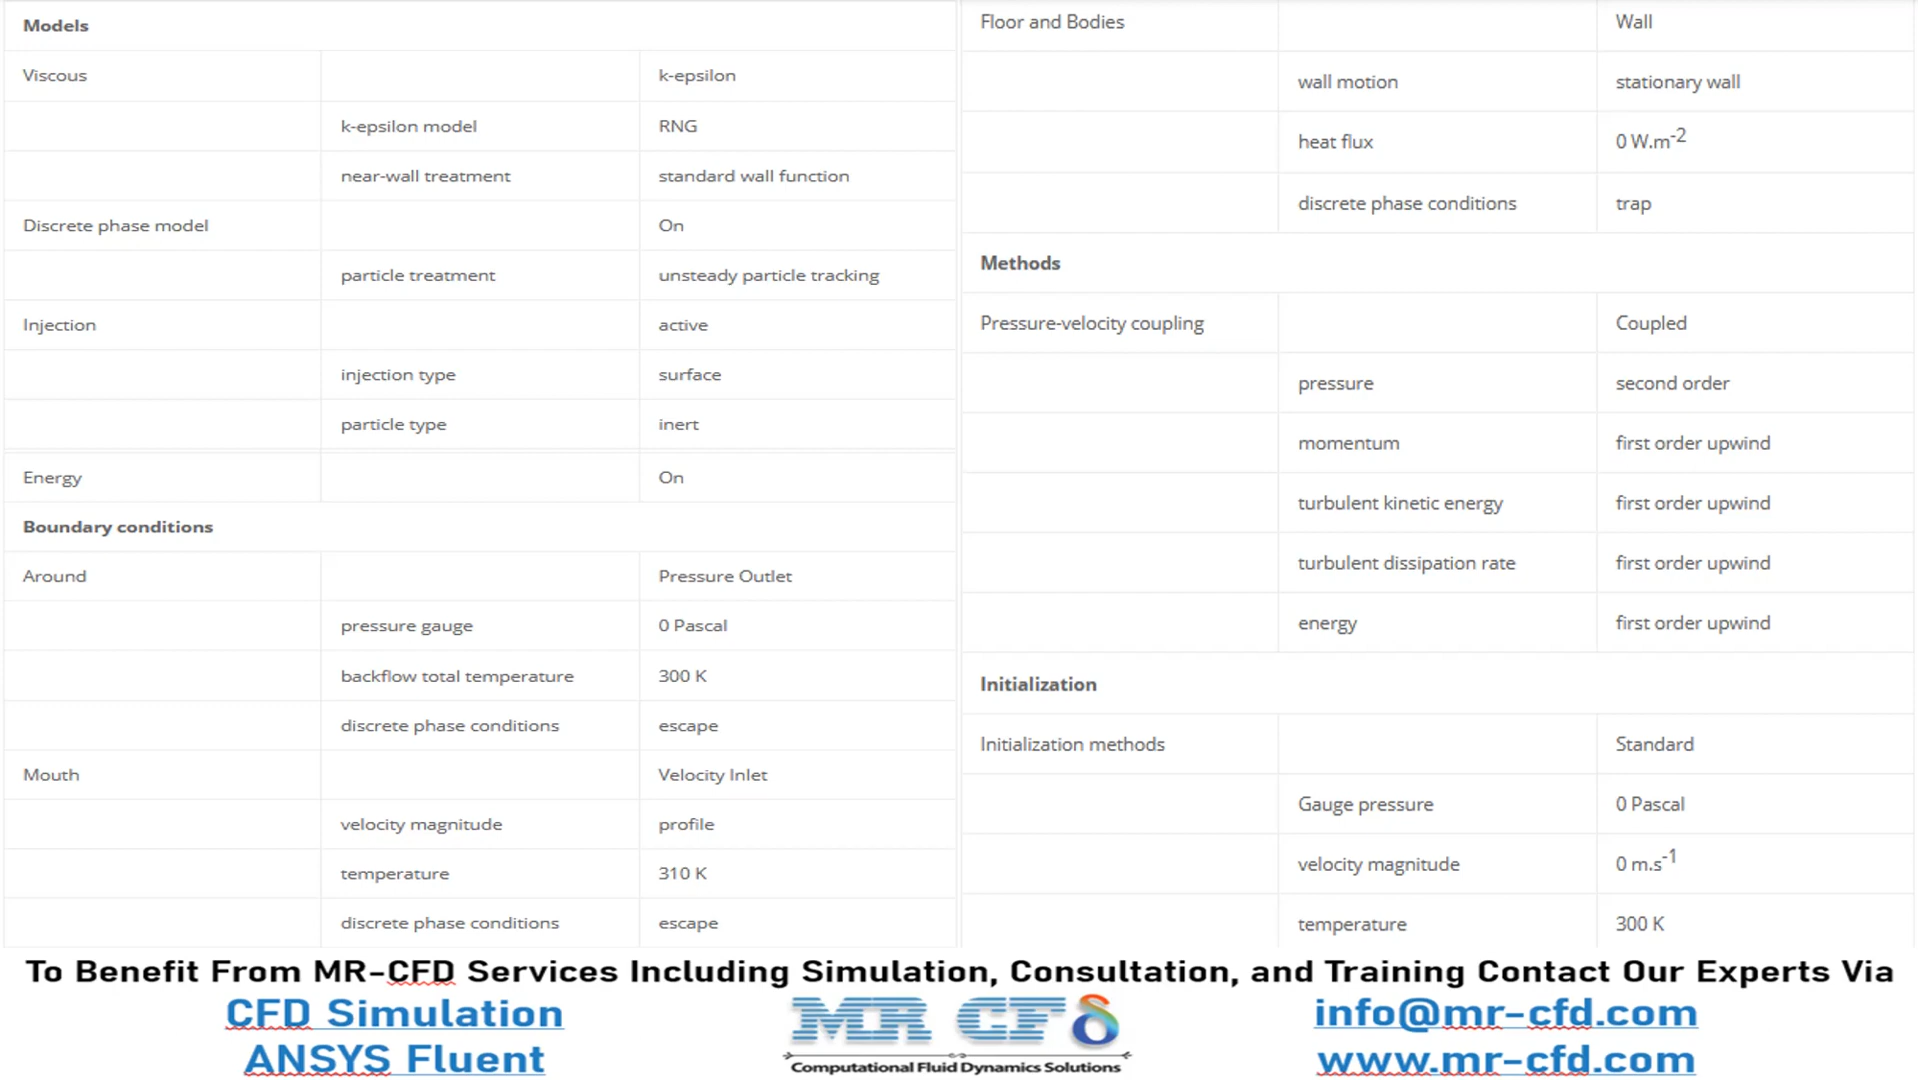 Models
Viscous k-epsilon
k-epsilon model RNG
near-wall treatment standard wall function
Discrete phase model On
particle treatment unsteady particle tracking
Injection active
injection type surface
particle type inert
Energy On
Boundary conditions
Around Pressure Outlet
pressure gauge 0 Pascal
backflow total temperature 300 K
discrete phase conditions escape
Mouth Velocity Inlet
velocity magnitude profile
temperature 310 K
discrete phase conditions escape
Floor and Bodies Wall
wall motion stationary wall
heat flux 0 W.m-2
discrete phase conditions trap
Methods
Pressure-velocity coupling Coupled
pressure second order
momentum first order upwind
turbulent kinetic energy first order upwind
turbulent dissipation rate first order upwind
energy first order upwind
Initialization
Initialization methods Standard
Gauge pressure 0 Pascal
velocity magnitude 0 m.s-1
temperature 300 K
To Benefit From MR-CFD Services Including Simulation, Consultation, and Training Contact Our Experts Via
CFD Simulation
ANSYS Fluent
MR CFδ
Computational Fluid Dynamics Solutions
info@mr-cfd.com
www.mr-cfd.com